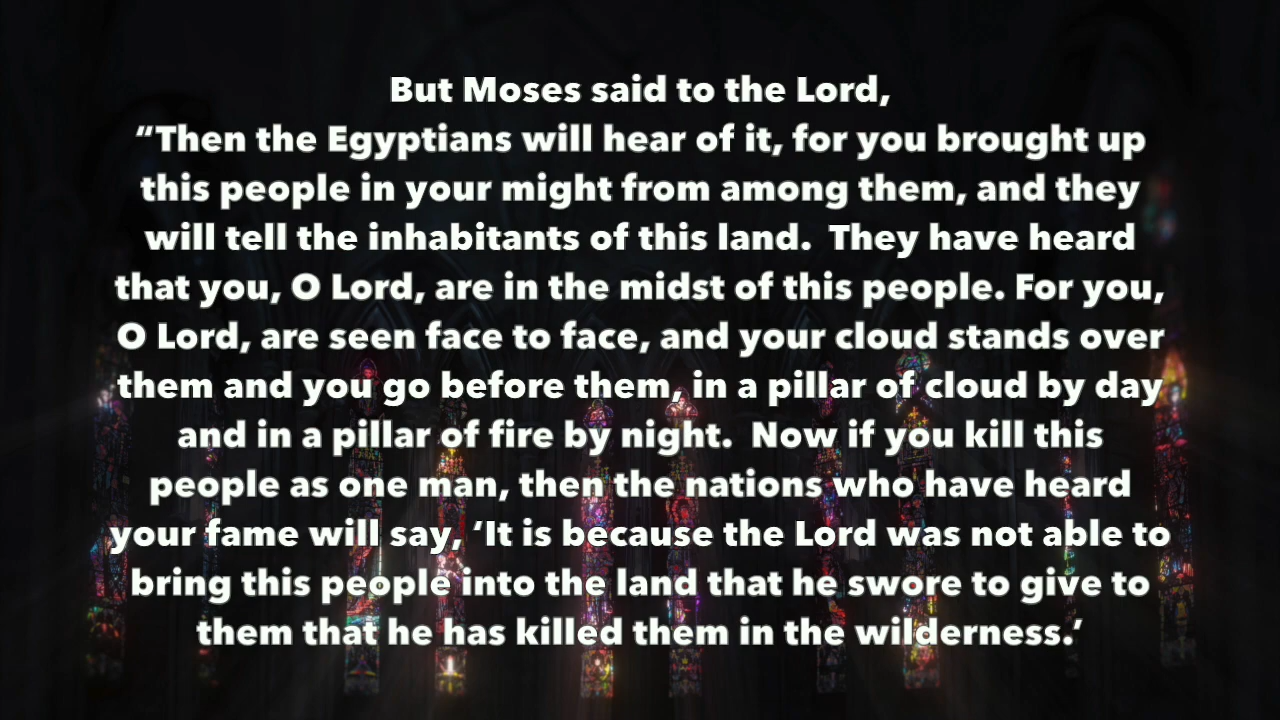 But Moses said to the Lord,
“Then the Egyptians will hear of it, for you brought up
this people in your might from among them, and they
will tell the inhabitants of this land.  They have heard
that you, O Lord, are in the midst of this people. For you,
O Lord, are seen face to face, and your cloud stands over
them and you go before them, in a pillar of cloud by day
and in a pillar of fire by night.  Now if you kill this
people as one man, then the nations who have heard
your fame will say, ‘It is because the Lord was not able to
bring this people into the land that he swore to give to
them that he has killed them in the wilderness.’